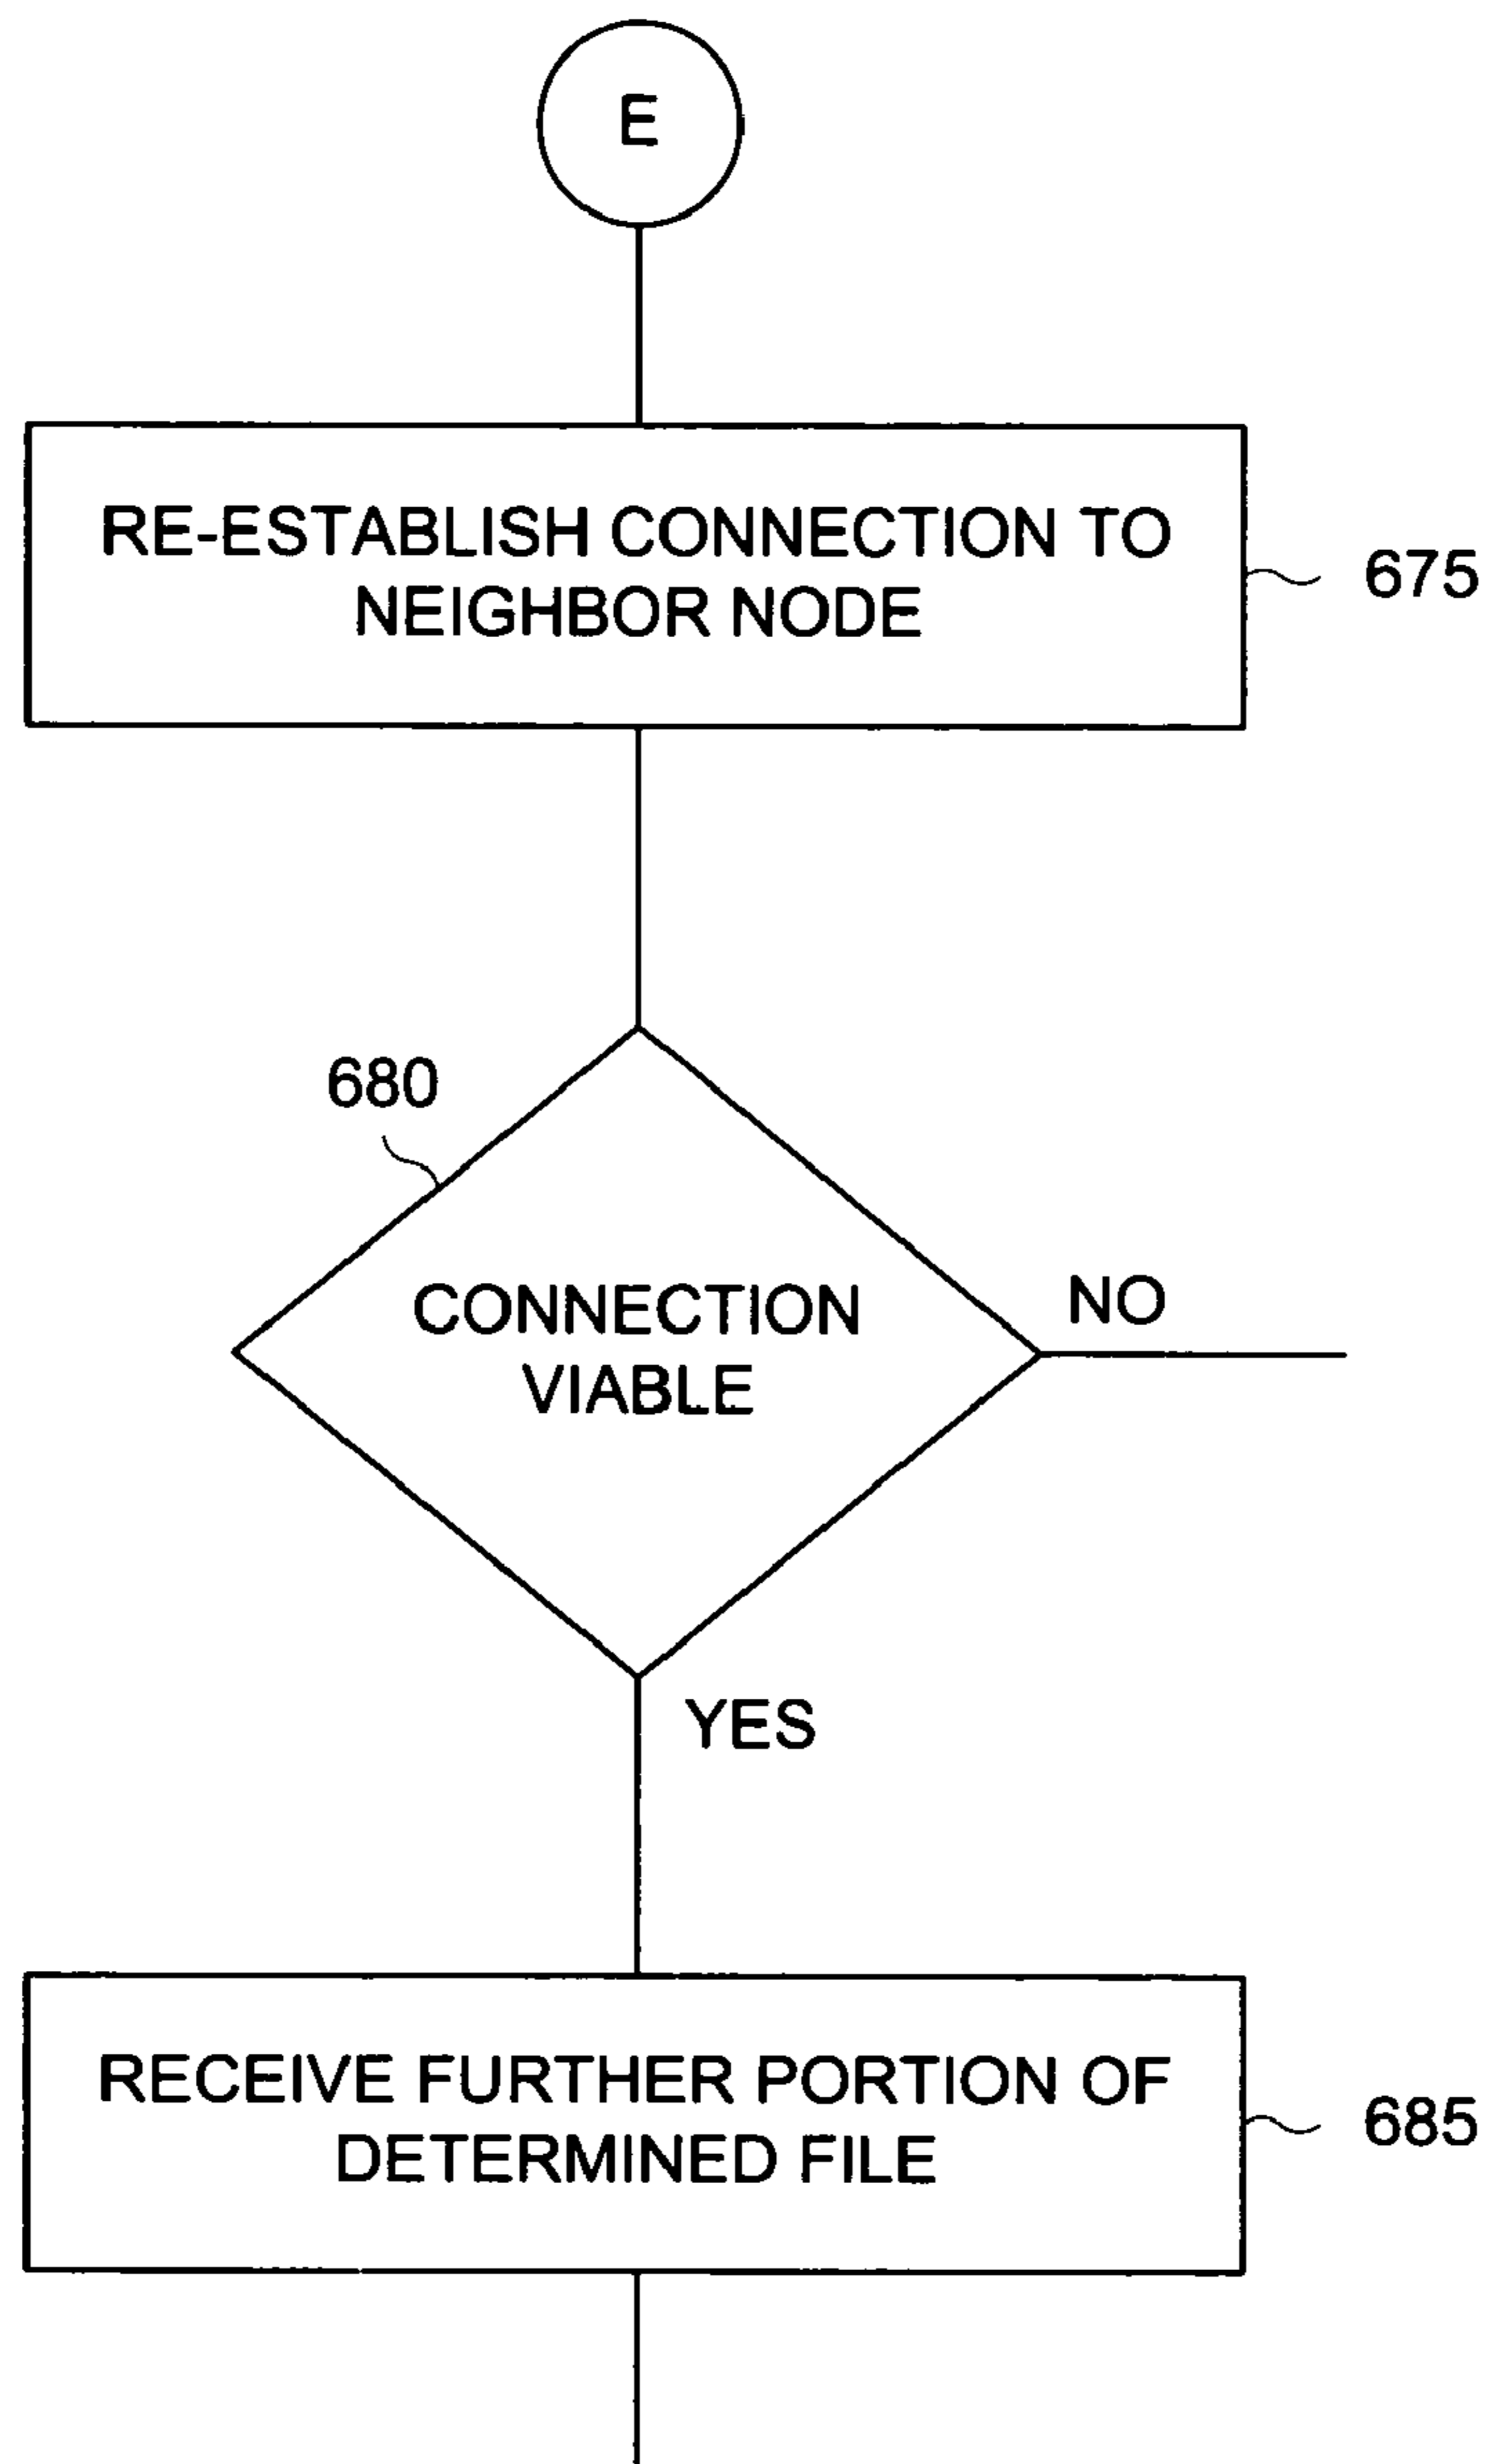 E
RE-ESTABLISH CONNECTION TO
NEIGHBOR NODE
675
680
CONNECTION
VIABLE
NO
YES
RECEIVE FURTHER PORTION OF
DETERMINED FILE
685